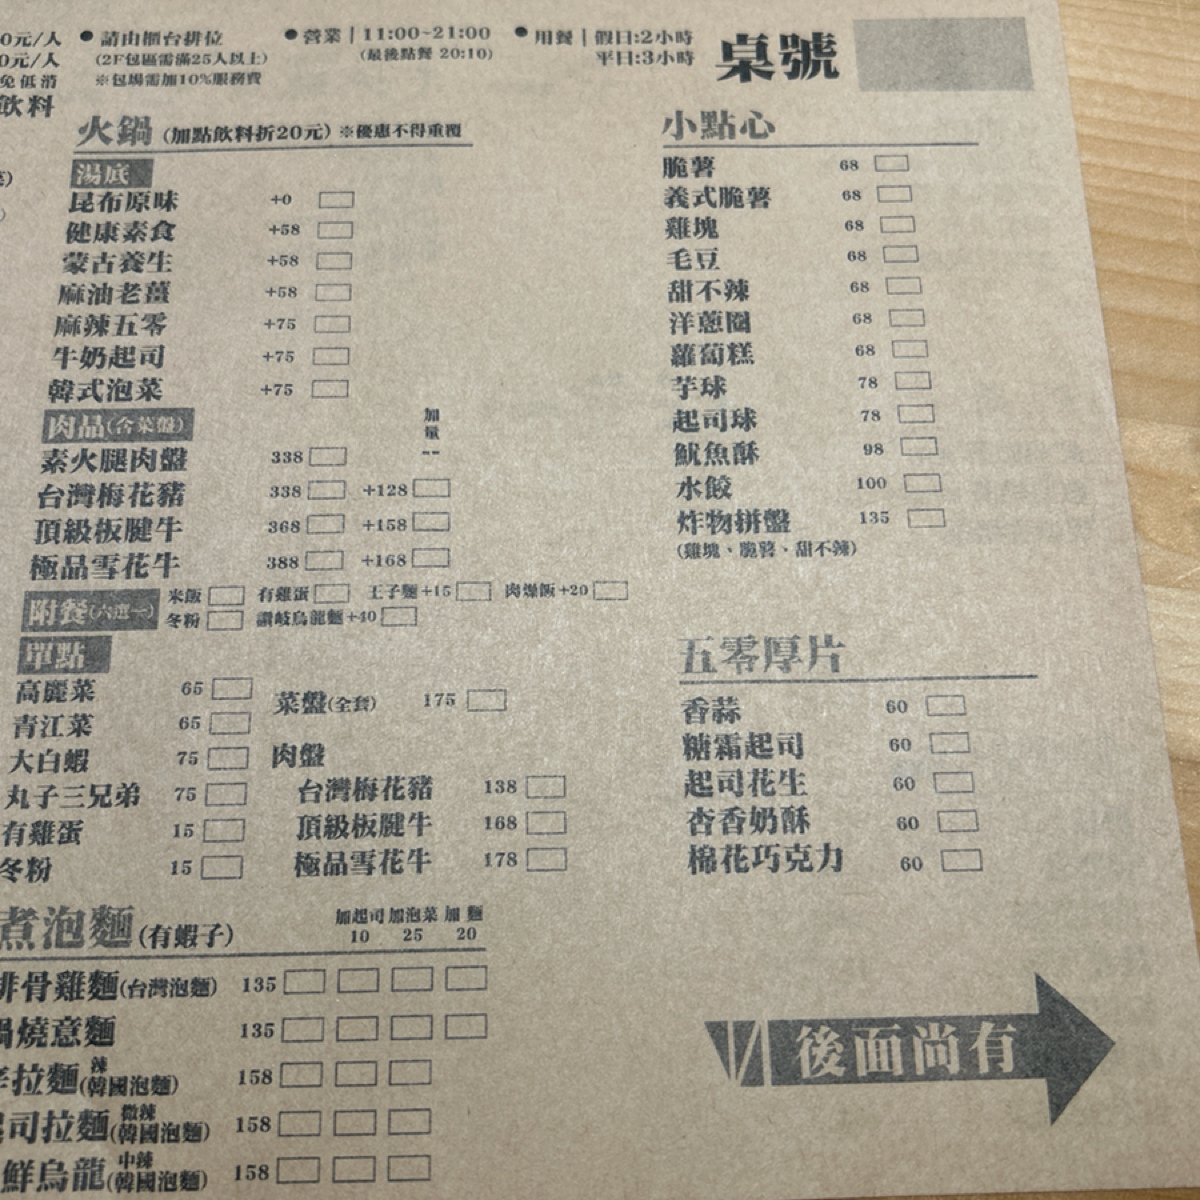 0元/人
0元/人
免低消
飲料
● 請由櫃台排位
(2F包區需滿25人以上)
※包場需加10%服務費
● 營業 | 11:00~21:00
(最後點餐 20:10)
● 用餐 | 假日:2小時
平日:3小時
桌號
火鍋 (加點飲料折20元) ※優惠不得重覆
湯底
昆布原味 +0
健康素食 +58
蒙古養生 +58
麻油老薑 +58
麻辣五零 +75
牛奶起司 +75
韓式泡菜 +75
肉品(含菜盤) 加量
素火腿肉盤 338 --
台灣梅花豬 338 +128
頂級板腱牛 368 +158
極品雪花牛 388 +168
附餐(六選一) 米飯 有雞蛋 王子麵+15 肉燥飯+20
冬粉 讚岐烏龍麵+40
單點
高麗菜 65
青江菜 65
大白蝦 75
丸子三兄弟 75
有雞蛋 15
冬粉 15
菜盤(全套) 175
肉盤
台灣梅花豬 138
頂級板腱牛 168
極品雪花牛 178
煮泡麵(有蝦子) 加起司10 加泡菜25 加麵20
排骨雞麵(台灣泡麵) 135
鍋燒意麵 135
辛拉麵辣(韓國泡麵) 158
起司拉麵微辣(韓國泡麵) 158
鮮烏龍中辣(韓國泡麵) 158
小點心
脆薯 68
義式脆薯 68
雞塊 68
毛豆 68
甜不辣 68
洋蔥圈 68
蘿蔔糕 68
芋球 78
起司球 78
魷魚酥 98
水餃 100
炸物拼盤 135
(雞塊、脆薯、甜不辣)
五零厚片
香蒜 60
糖霜起司 60
起司花生 60
杏香奶酥 60
棉花巧克力 60
後面尚有